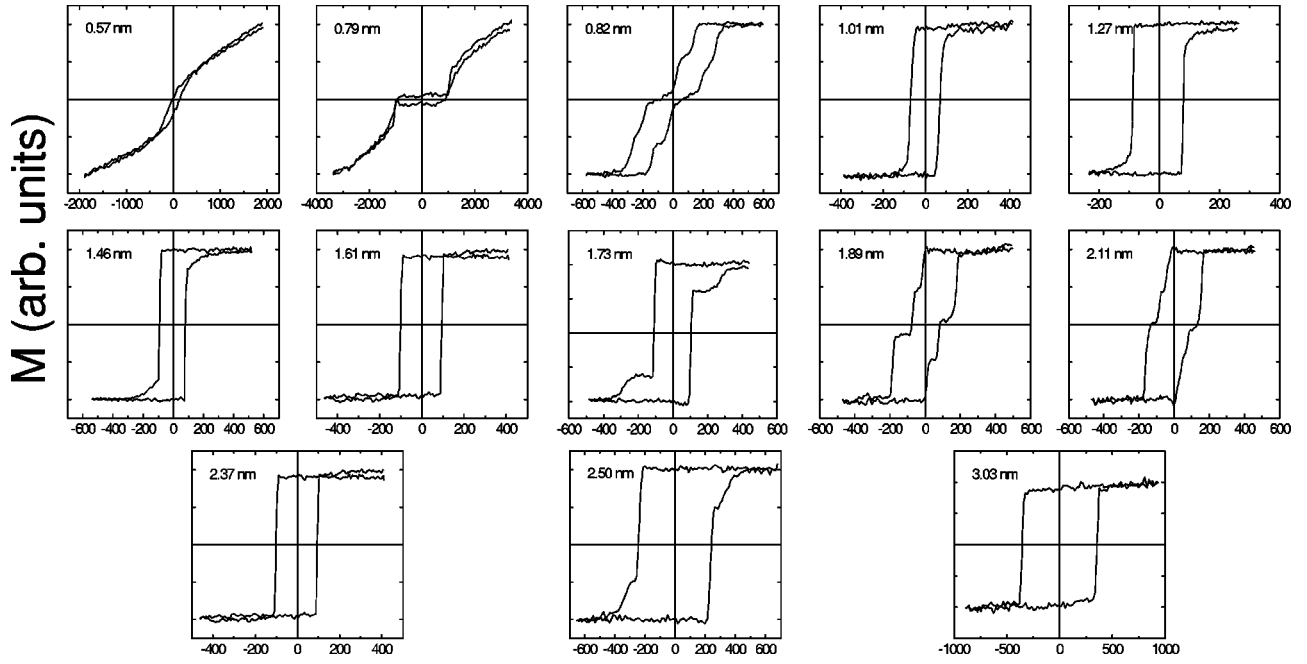 M (arb. units)
0.57 nm
0.79 nm
0.82 nm
1.01 nm
1.27 nm
-2000 -1000 0 1000 2000
-4000 -2000 0 2000 4000
-600 -400 -200 0 200 400 600
-400 -200 0 200 400
-200 0 200 400
1.46 nm
1.61 nm
1.73 nm
1.89 nm
2.11 nm
-600 -400 -200 0 200 400 600
-400 -200 0 200 400
-600 -400 -200 0 200 400 600
-600 -400 -200 0 200 400 600
-600 -400 -200 0 200 400 600
2.37 nm
2.50 nm
3.03 nm
-400 -200 0 200 400
-600 -400 -200 0 200 400 600
-1000 -500 0 500 1000